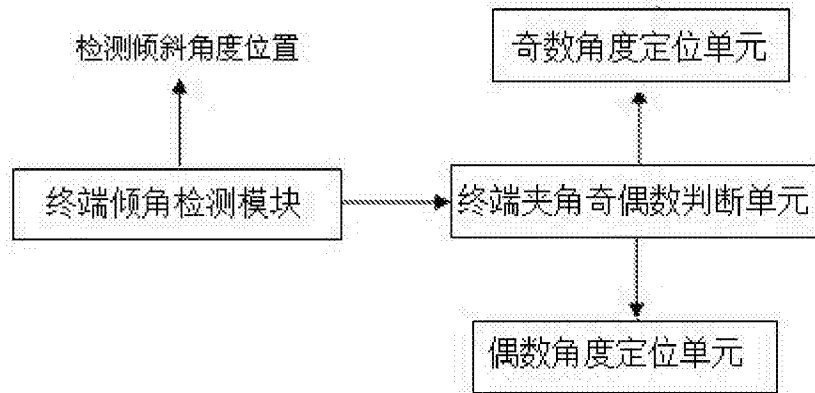 检测倾斜角度位置
奇数角度定位单元
终端倾角检测模块
终端夹角奇偶数判断单元
偶数角度定位单元